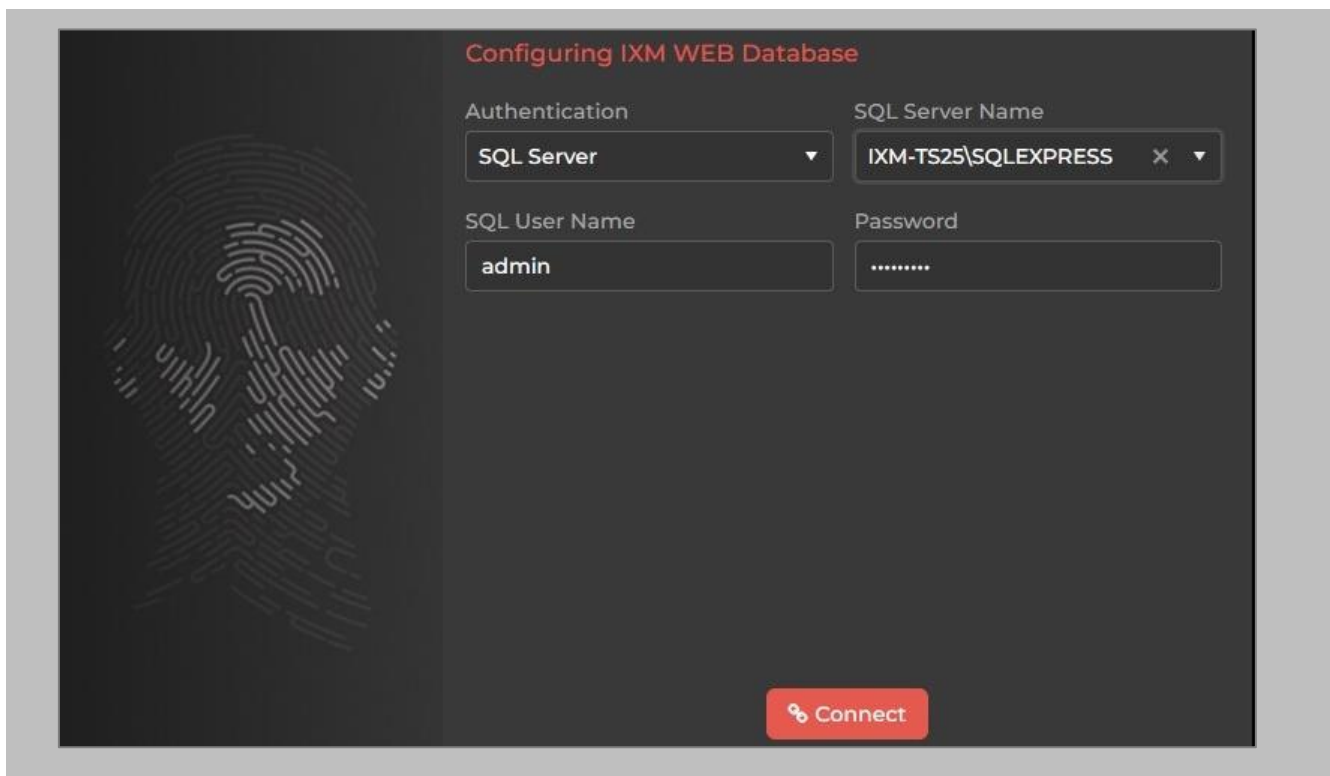 Configuring IXM WEB Database
Authentication
SQL Server Name
SQL Server
IXM-TS25\SQLEXPRESS
SQL User Name
Password
admin
•••••••••
Connect